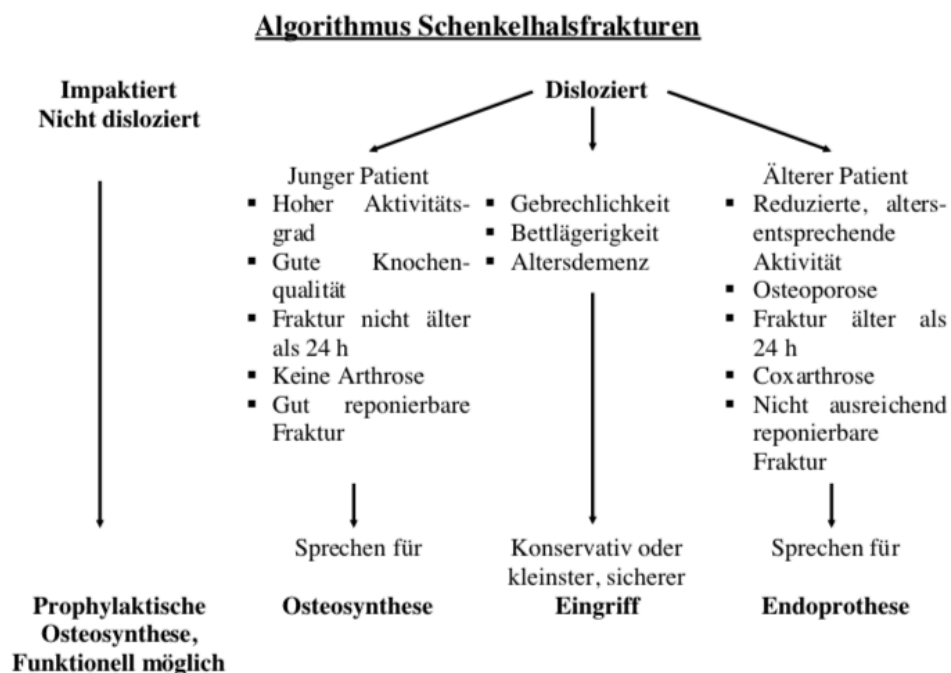 Algorithmus Schenkelhalsfrakturen
Impaktiert
Nicht disloziert
Disloziert
Junger Patient
▪ Hoher Aktivitäts-
grad
▪ Gute Knochen-
qualität
▪ Fraktur nicht älter
als 24 h
▪ Keine Arthrose
▪ Gut reponierbare
Fraktur
▪ Gebrechlichkeit
▪ Bettlägerigkeit
▪ Altersdemenz
Älterer Patient
▪ Reduzierte, alters-
entsprechende
Aktivität
▪ Osteoporose
▪ Fraktur älter als
24 h
▪ Coxarthrose
▪ Nicht ausreichend
reponierbare
Fraktur
Prophylaktische
Osteosynthese,
Funktionell möglich
Sprechen für
Osteosynthese
Konservativ oder
kleinster, sicherer
Eingriff
Sprechen für
Endoprothese